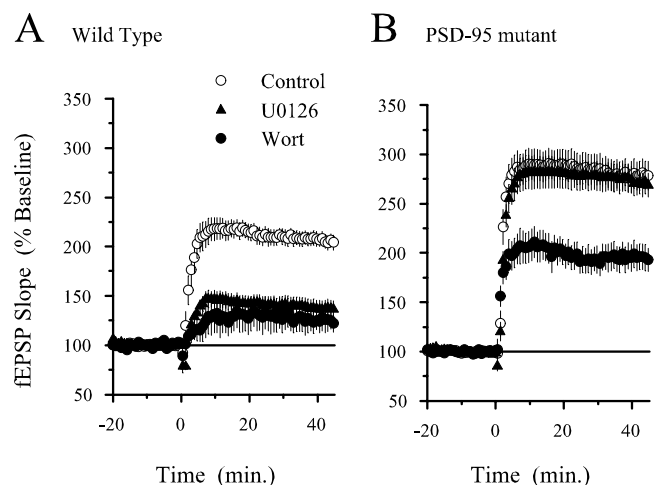 A Wild Type
B PSD-95 mutant
Control
U0126
Wort
fEPSP Slope (% Baseline)
350
300
250
200
150
100
50
-20
0
20
40
Time (min.)
350
300
250
200
150
100
50
-20
0
20
40
Time (min.)